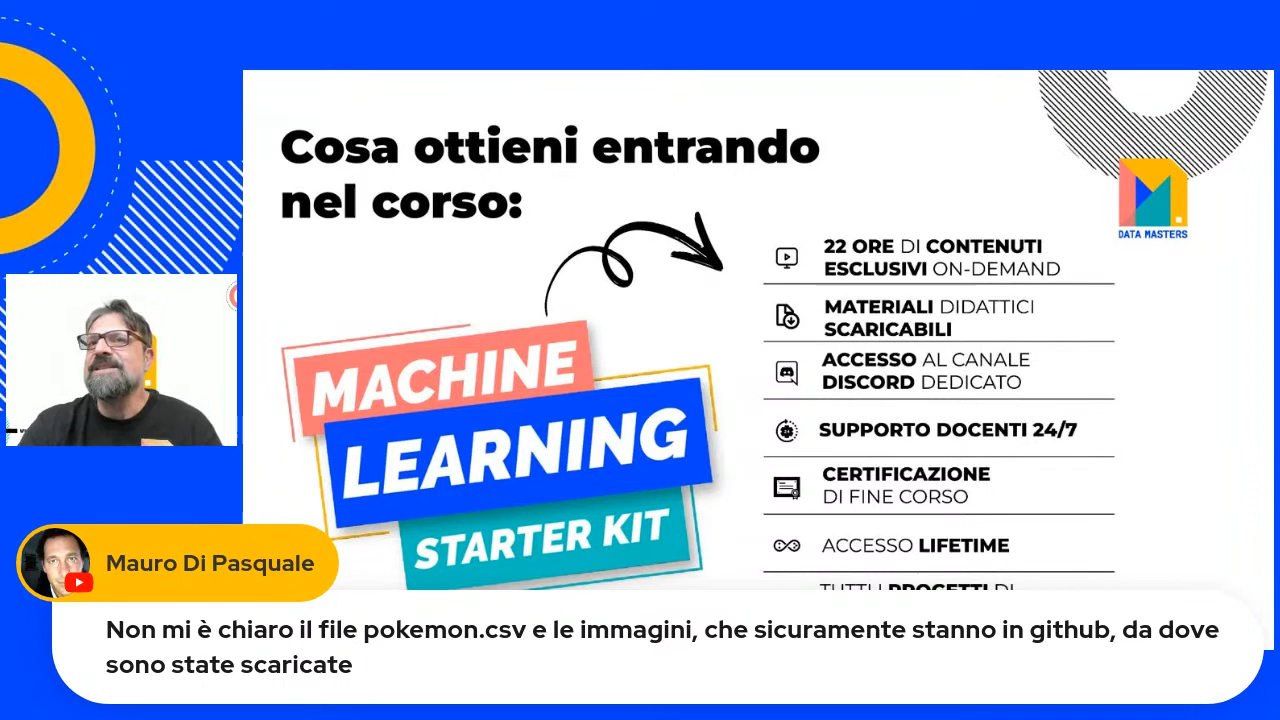 Cosa ottieni entrando
nel corso:
DATA MASTERS
22 ORE DI CONTENUTI
ESCLUSIVI ON-DEMAND
MATERIALI DIDATTICI
SCARICABILI
ACCESSO AL CANALE
DISCORD DEDICATO
SUPPORTO DOCENTI 24/7
CERTIFICAZIONE
DI FINE CORSO
ACCESSO LIFETIME
MACHINE
LEARNING
STARTER KIT
Mauro Di Pasquale
Non mi è chiaro il file pokemon.csv e le immagini, che sicuramente stanno in github, da dove
sono state scaricate